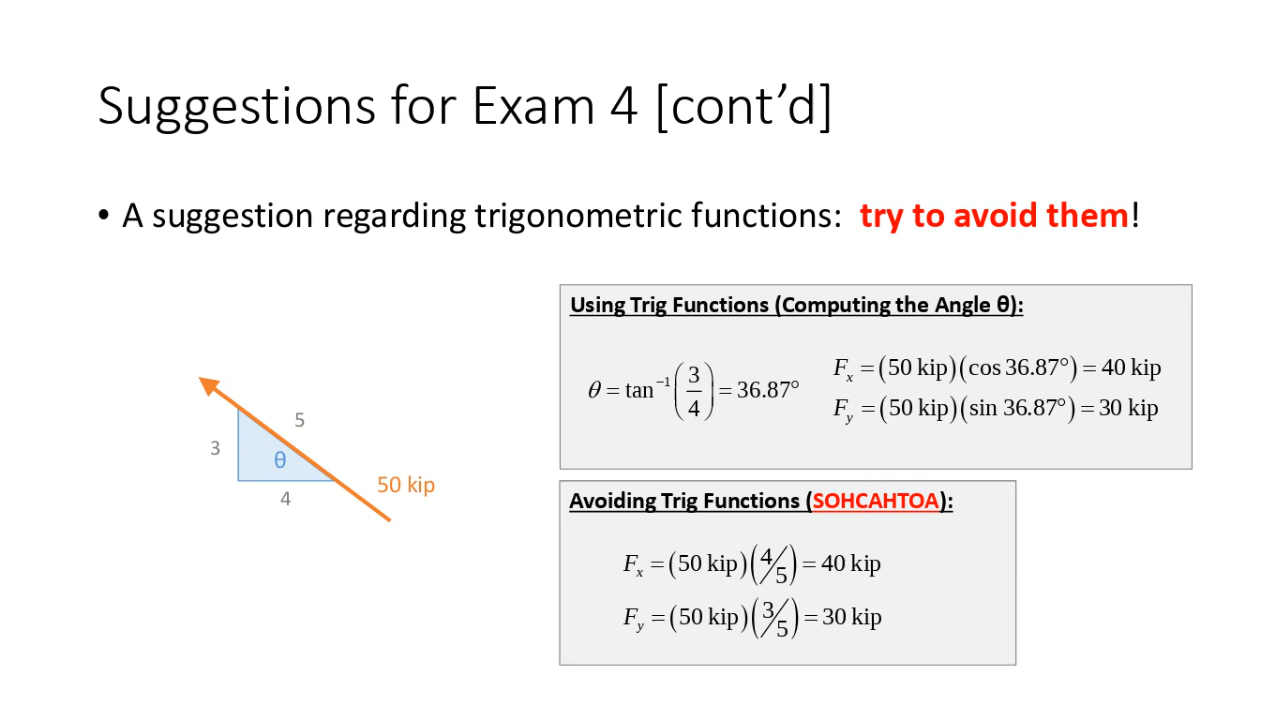 Suggestions for Exam 4 [cont’d]
• A suggestion regarding trigonometric functions: try to avoid them!
5
3
θ
4
50 kip
Using Trig Functions (Computing the Angle θ):
θ = tan⁻¹(3/4) = 36.87°
Fₓ = (50 kip)(cos 36.87°) = 40 kip
F_y = (50 kip)(sin 36.87°) = 30 kip
Avoiding Trig Functions (SOHCAHTOA):
Fₓ = (50 kip)(4/5) = 40 kip
F_y = (50 kip)(3/5) = 30 kip